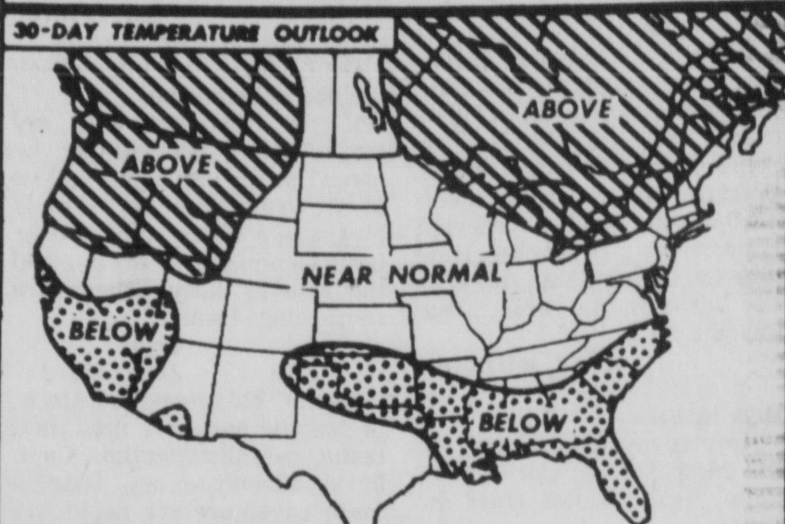 30-DAY TEMPERATURE OUTLOOK
ABOVE
ABOVE
NEAR NORMAL
BELOW
BELOW